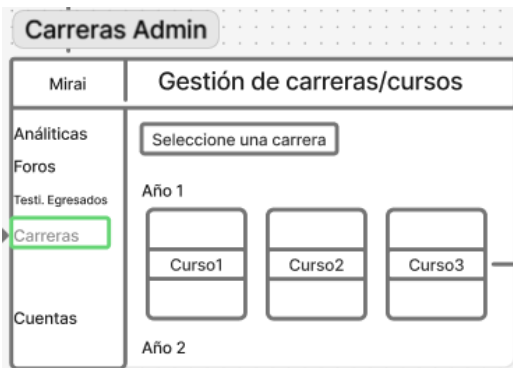 Carreras Admin
Mirai
Gestión de carreras/cursos
Análiticas
Foros
Testi. Egresados
Carreras
Cuentas
Seleccione una carrera
Año 1
Curso1
Curso2
Curso3
Año 2